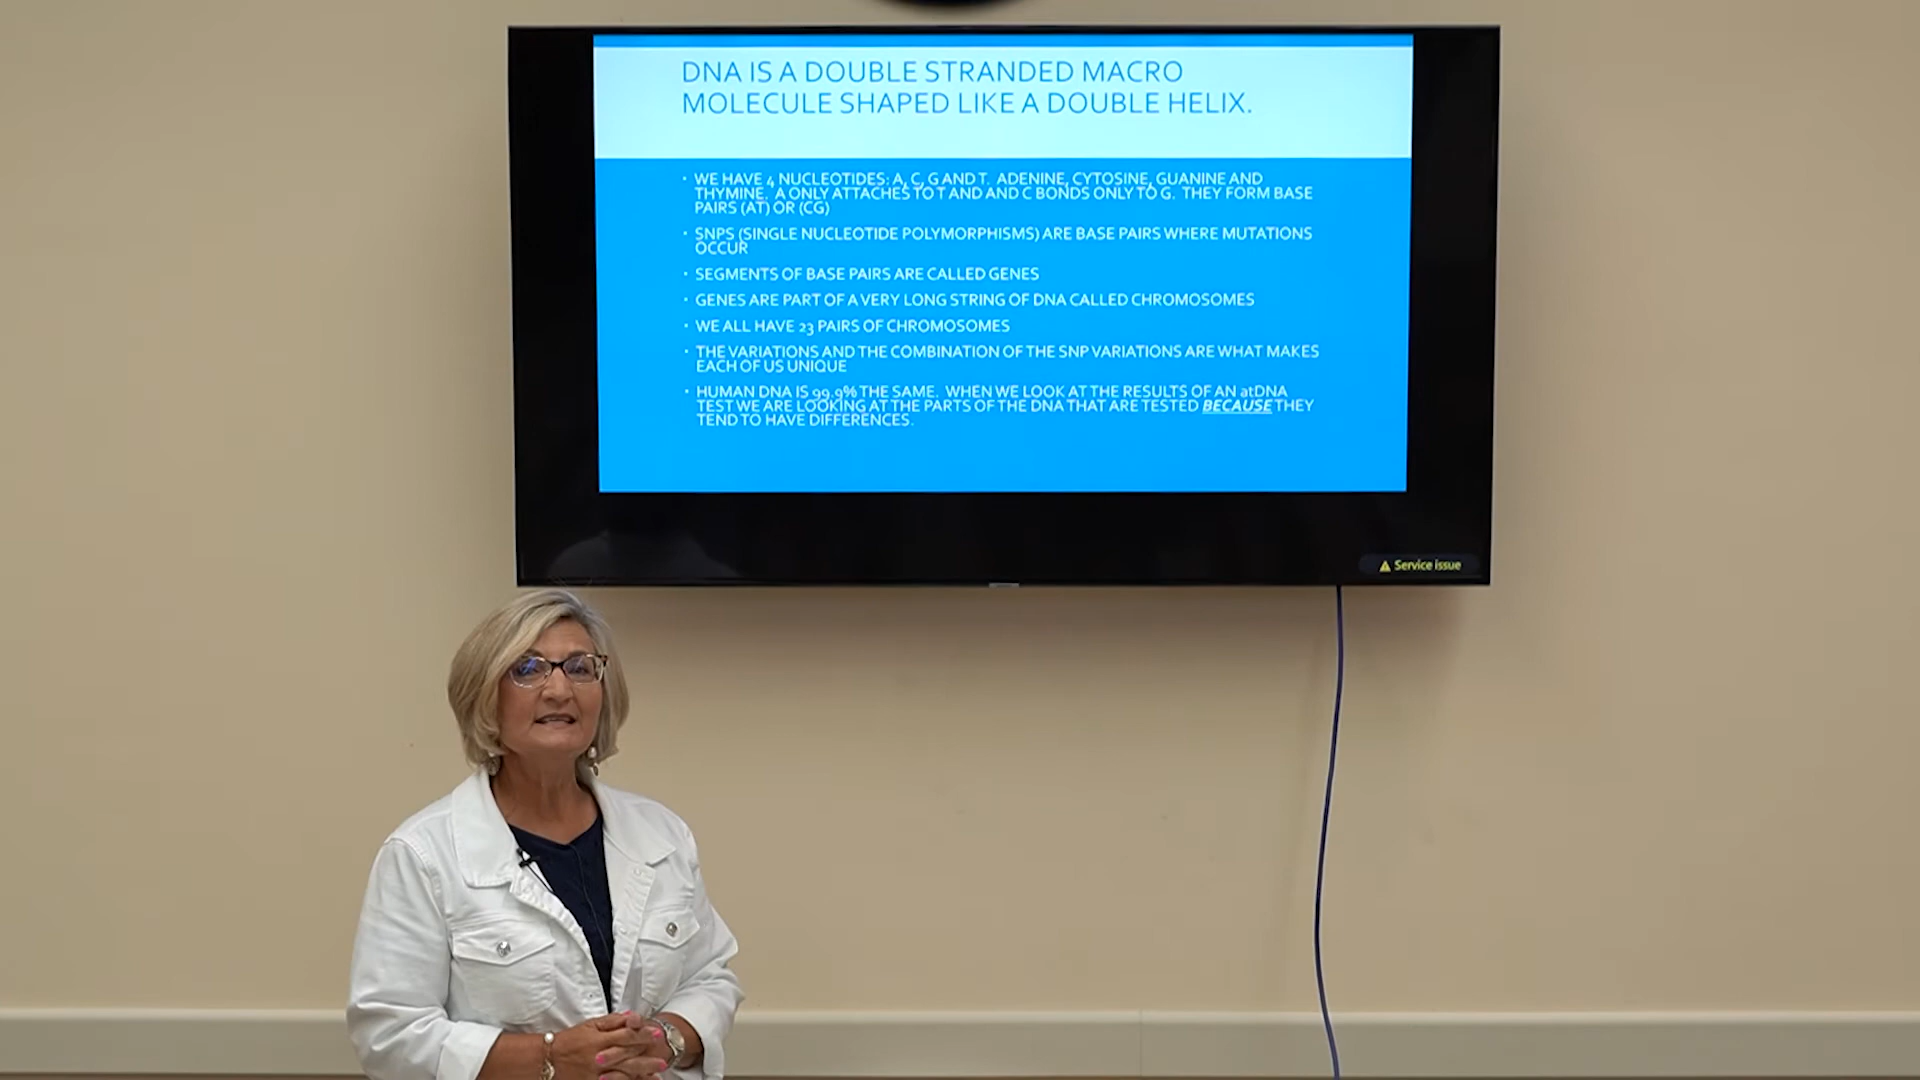 DNA IS A DOUBLE STRANDED MACRO
MOLECULE SHAPED LIKE A DOUBLE HELIX.
• WE HAVE 4 NUCLEOTIDES: A, C, G AND T. ADENINE, CYTOSINE, GUANINE AND
THYMINE. A ONLY ATTACHES TO T AND AND C BONDS ONLY TO G. THEY FORM BASE
PAIRS (AT) OR (CG)
• SNPS (SINGLE NUCLEOTIDE POLYMORPHISMS) ARE BASE PAIRS WHERE MUTATIONS
OCCUR
• SEGMENTS OF BASE PAIRS ARE CALLED GENES
• GENES ARE PART OF A VERY LONG STRING OF DNA CALLED CHROMOSOMES
• WE ALL HAVE 23 PAIRS OF CHROMOSOMES
• THE VARIATIONS AND THE COMBINATION OF THE SNP VARIATIONS ARE WHAT MAKES
EACH OF US UNIQUE
• HUMAN DNA IS 99.9% THE SAME. WHEN WE LOOK AT THE RESULTS OF AN atDNA
TEST WE ARE LOOKING AT THE PARTS OF THE DNA THAT ARE TESTED BECAUSE THEY
TEND TO HAVE DIFFERENCES.
Service issue